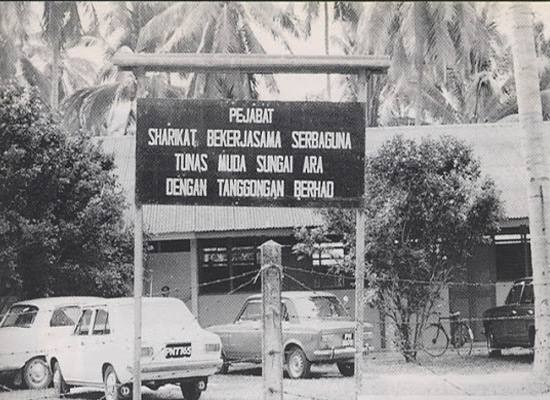 PEJABAT
SHARIKAT BEKERJASAMA SERBAGUNA
TUNAS MUDA SUNGAI ARA
DENGAN TANGGONGAN BERHAD